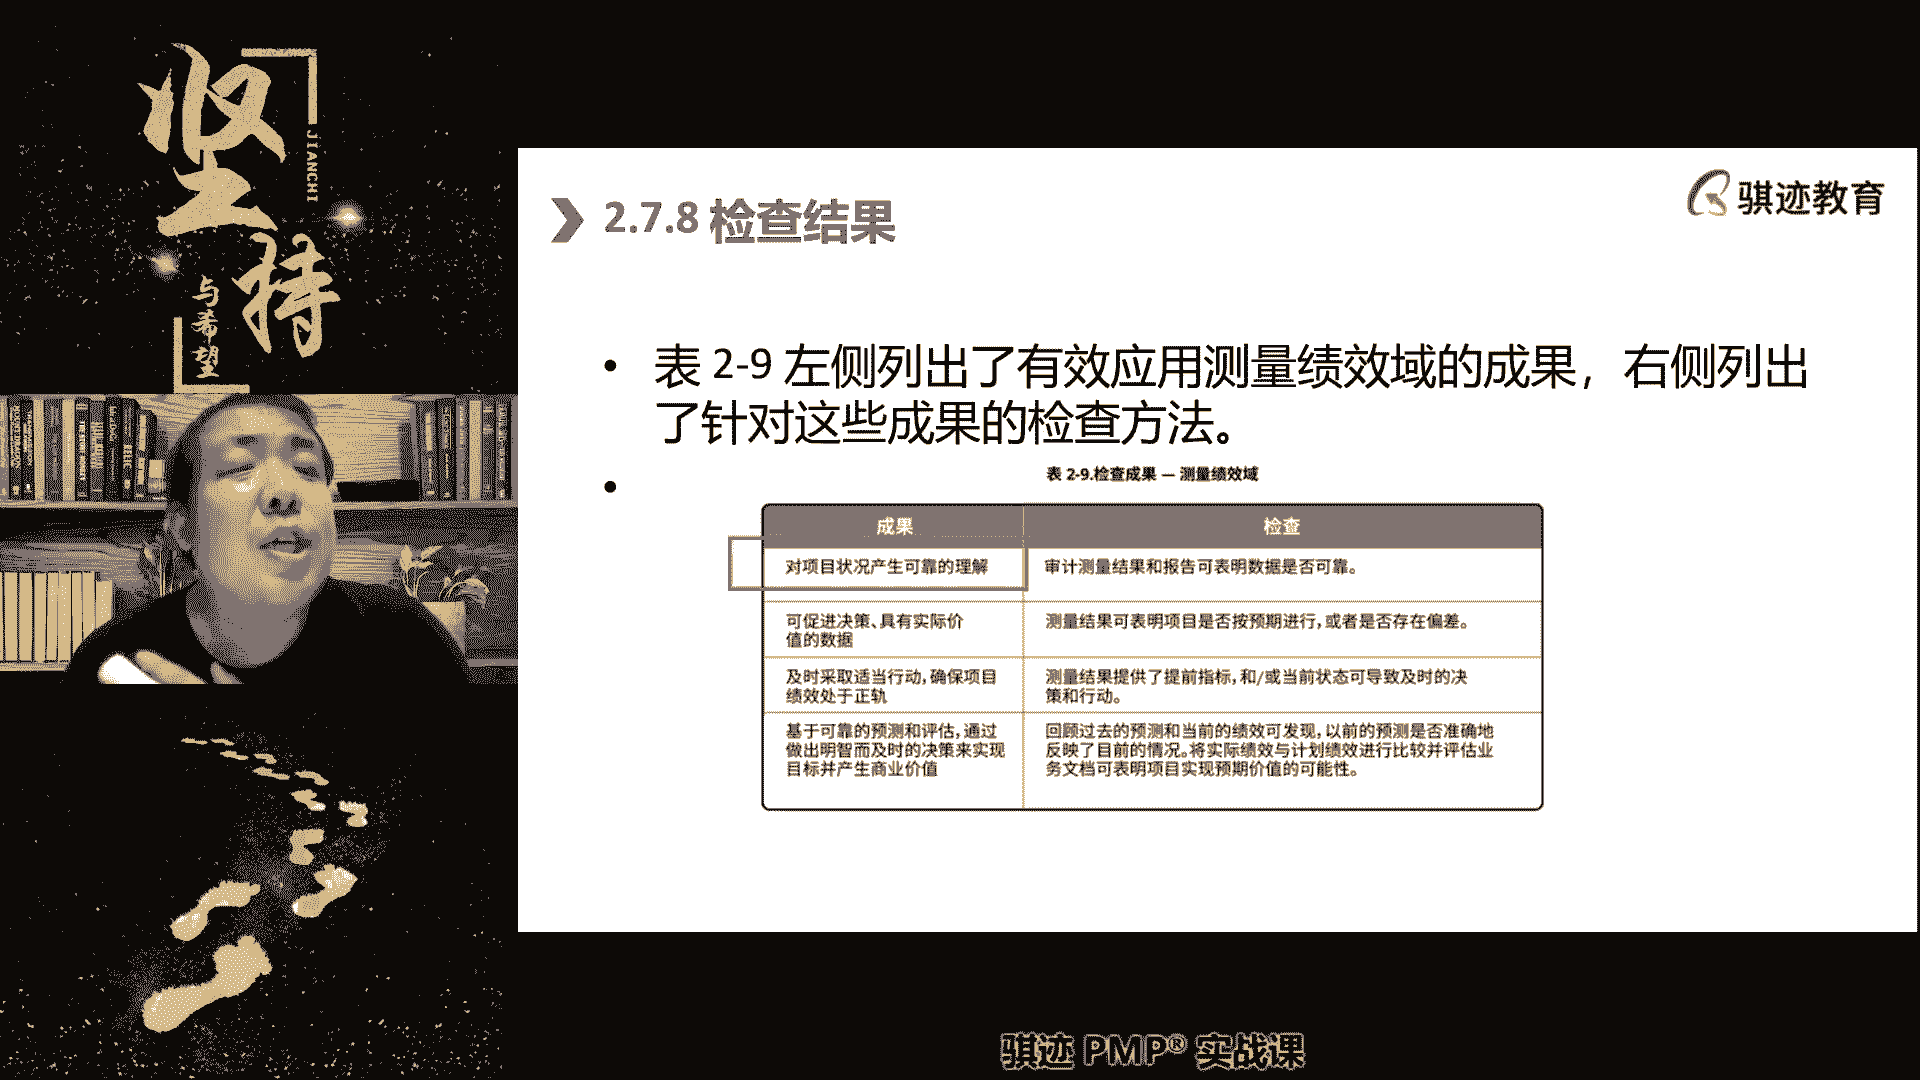 坚持
JIANCHI
与希望
骐迹教育
2.7.8 检查结果
• 表 2-9 左侧列出了有效应用测量绩效域的成果，右侧列出
了针对这些成果的检查方法。
•
表 2-9.检查成果 — 测量绩效域
成果 检查
对项目状况产生可靠的理解 审计测量结果和报告可表明数据是否可靠。
可促进决策、具有实际价 测量结果可表明项目是否按预期进行，或者是否存在偏差。
值的数据
及时采取适当行动，确保项目 测量结果提供了提前指标，和/或当前状态可导致及时的决
绩效处于正轨 策和行动。
基于可靠的预测和评估，通过 回顾过去的预测和当前的绩效可发现，以前的预测是否准确地
做出明智而及时的决策来实现 反映了目前的情况。将实际绩效与计划绩效进行比较并评估业
目标并产生商业价值 务文档可表明项目实现预期价值的可能性。
骐迹 PMP® 实战课